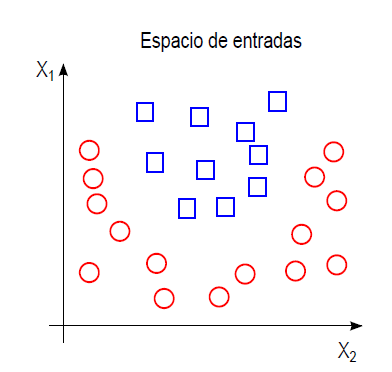 Espacio de entradas
X1
X2